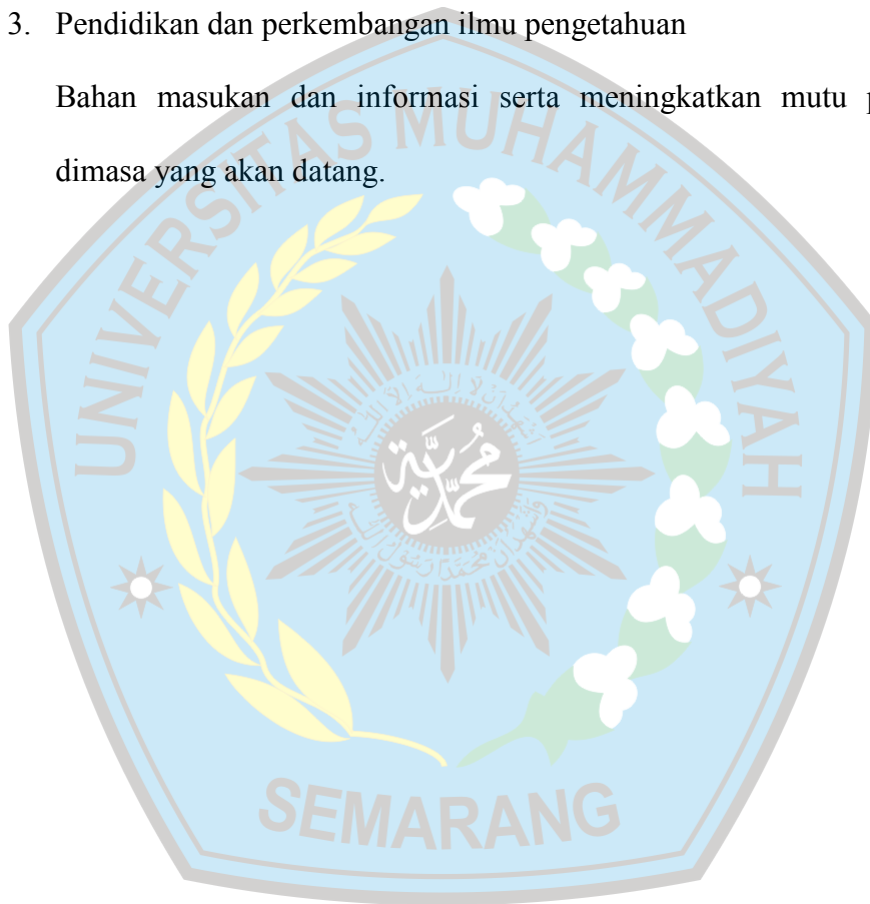 3. Pendidikan dan perkembangan ilmu pengetahuan
Bahan masukan dan informasi serta meningkatkan mutu
dimasa yang akan datang.
UNIVERSITAS MUHAMMADIYAH
محمدية
SEMARANG